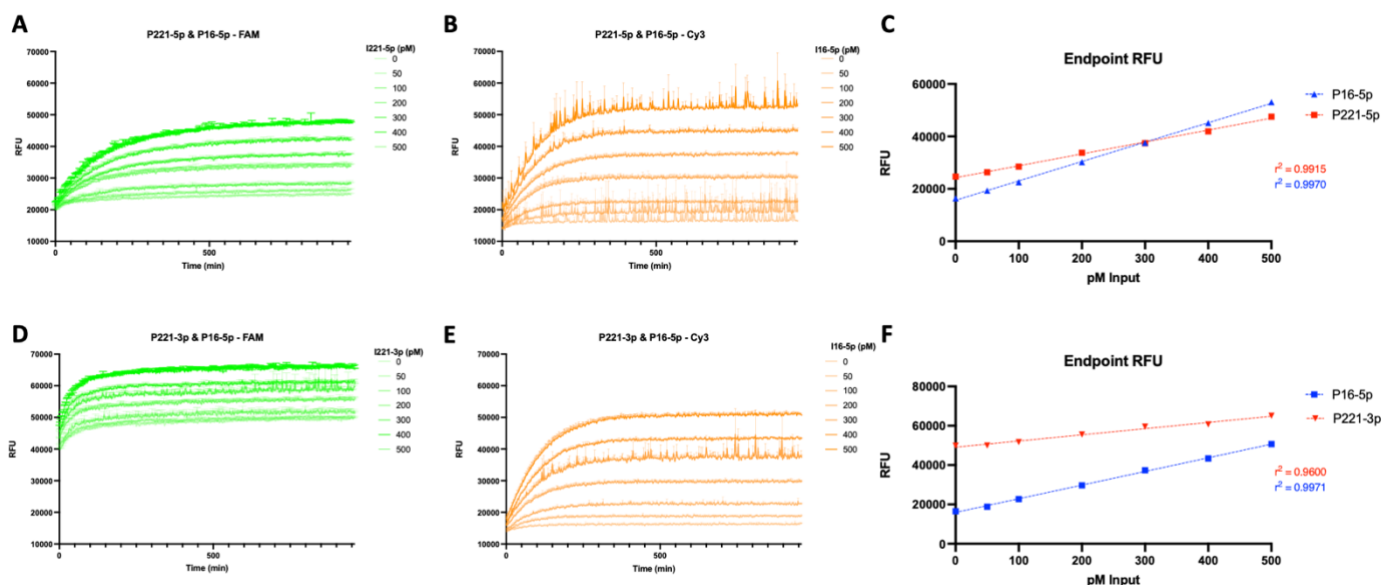 A
P221-5p & P16-5p - FAM
I221-5p (pM)
0
50
100
200
300
400
500
RFU
70000
60000
50000
40000
30000
20000
10000
0
500
Time (min)
B
P221-5p & P16-5p - Cy3
I16-5p (pM)
0
50
100
200
300
400
500
RFU
70000
60000
50000
40000
30000
20000
10000
0
500
Time (min)
C
Endpoint RFU
P16-5p
P221-5p
RFU
60000
40000
20000
0
r² = 0.9915
r² = 0.9970
0
100
200
300
400
500
pM Input
D
P221-3p & P16-5p - FAM
I221-3p (pM)
0
50
100
200
300
400
500
RFU
70000
60000
50000
40000
30000
20000
10000
0
500
Time (min)
E
P221-3p & P16-5p - Cy3
I16-5p (pM)
0
50
100
200
300
400
500
RFU
70000
60000
50000
40000
30000
20000
10000
0
500
Time (min)
F
Endpoint RFU
P16-5p
P221-3p
RFU
80000
60000
40000
20000
0
r² = 0.9600
r² = 0.9971
0
100
200
300
400
500
pM Input